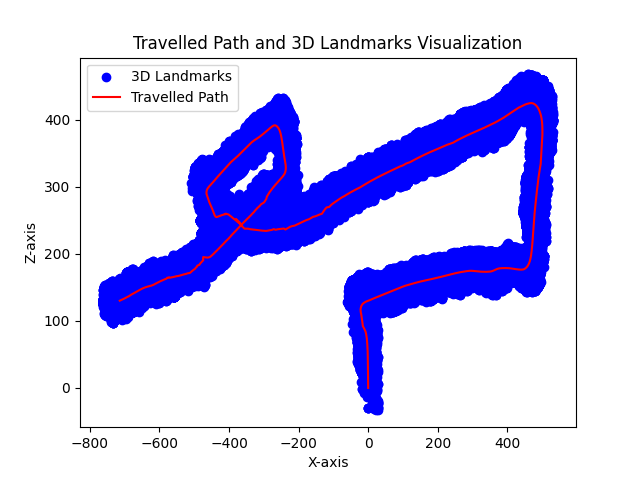 Travelled Path and 3D Landmarks Visualization
3D Landmarks
Travelled Path
400
300
200
100
0
Z-axis
−800 −600 −400 −200 0 200 400
X-axis